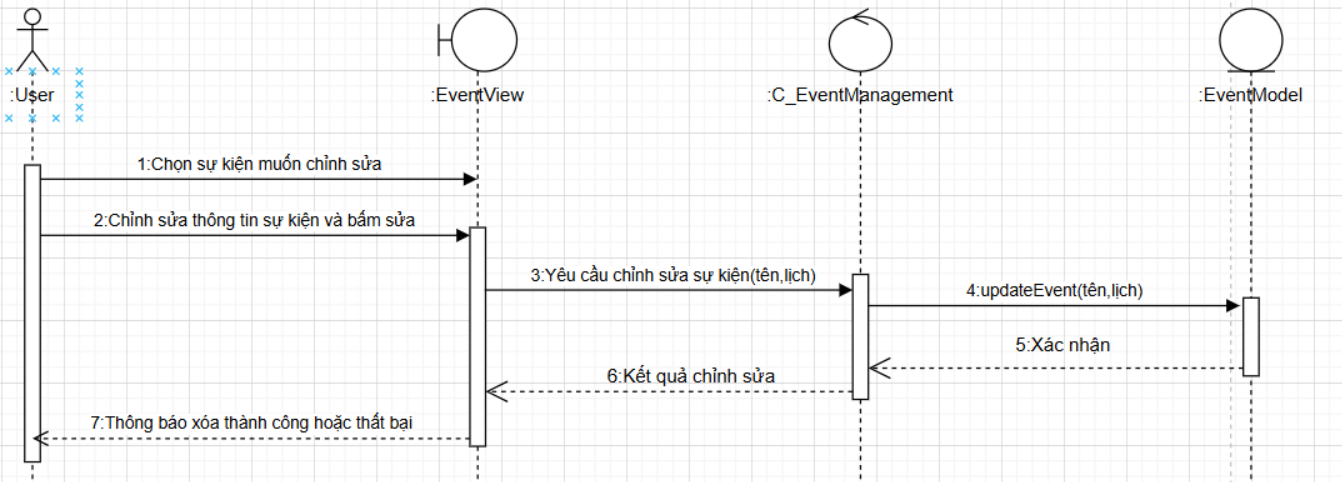 :User
:EventView
:C_EventManagement
:EventModel
1:Chọn sự kiện muốn chỉnh sửa
2:Chỉnh sửa thông tin sự kiện và bấm sửa
3:Yêu cầu chỉnh sửa sự kiện(tên,lịch)
4:updateEvent(tên,lịch)
5:Xác nhận
6:Kết quả chỉnh sửa
7:Thông báo xóa thành công hoặc thất bại